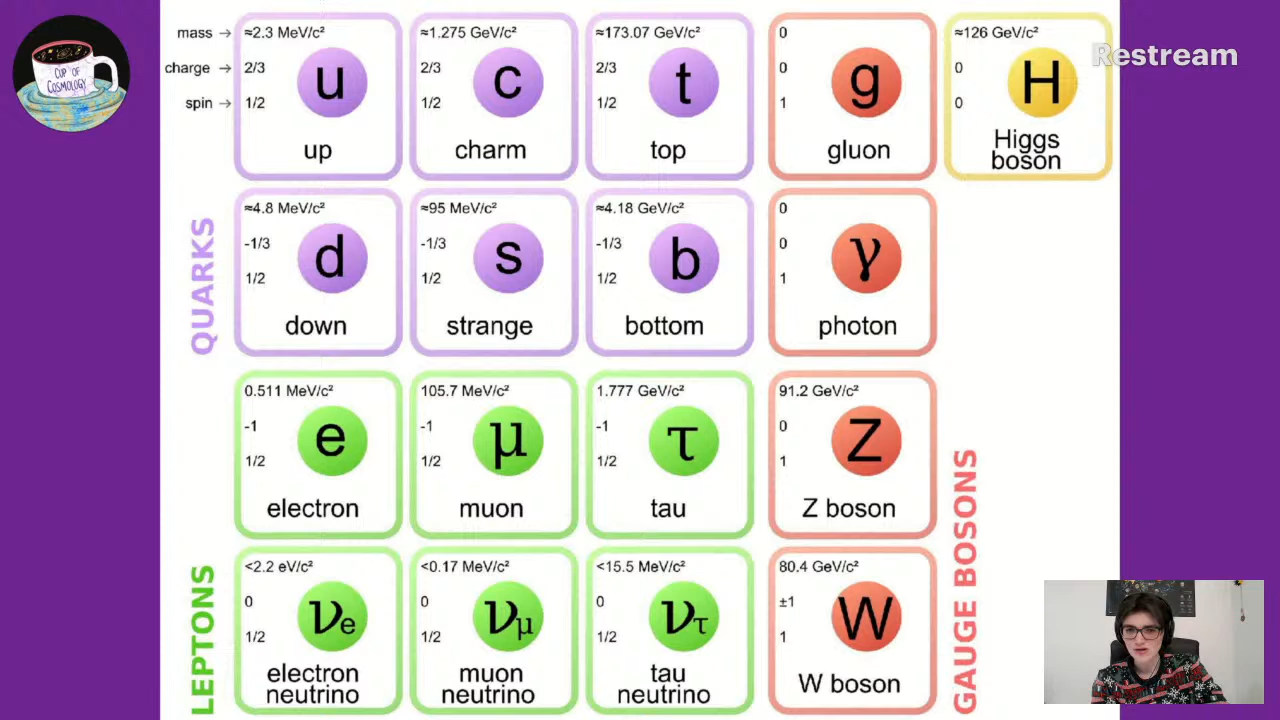 CUP OF
COSMOLOGY
Restream
mass →
charge →
spin →
≈2.3 MeV/c²
2/3
1/2
u
up
≈1.275 GeV/c²
2/3
1/2
c
charm
≈173.07 GeV/c²
2/3
1/2
t
top
0
0
1
g
gluon
≈126 GeV/c²
0
0
H
Higgs
boson
QUARKS
≈4.8 MeV/c²
-1/3
1/2
d
down
≈95 MeV/c²
-1/3
1/2
s
strange
≈4.18 GeV/c²
-1/3
1/2
b
bottom
0
0
1
γ
photon
0.511 MeV/c²
-1
1/2
e
electron
105.7 MeV/c²
-1
1/2
μ
muon
1.777 GeV/c²
-1
1/2
τ
tau
91.2 GeV/c²
0
1
Z
Z boson
LEPTONS
<2.2 eV/c²
0
1/2
νe
electron
neutrino
<0.17 MeV/c²
0
1/2
νμ
muon
neutrino
<15.5 MeV/c²
0
1/2
ντ
tau
neutrino
80.4 GeV/c²
±1
1
W
W boson
GAUGE BOSONS